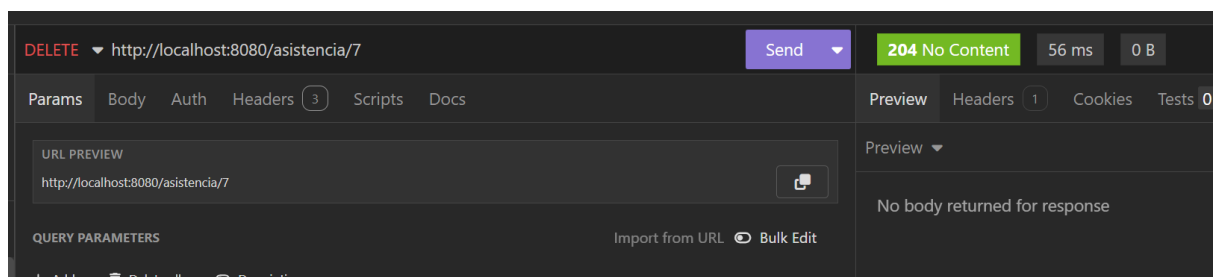 DELETE http://localhost:8080/asistencia/7 Send 204 No Content 56 ms 0 B
Params Body Auth Headers 3 Scripts Docs Preview Headers 1 Cookies Tests 0
URL PREVIEW
Preview
http://localhost:8080/asistencia/7
No body returned for response
QUERY PARAMETERS Import from URL Bulk Edit